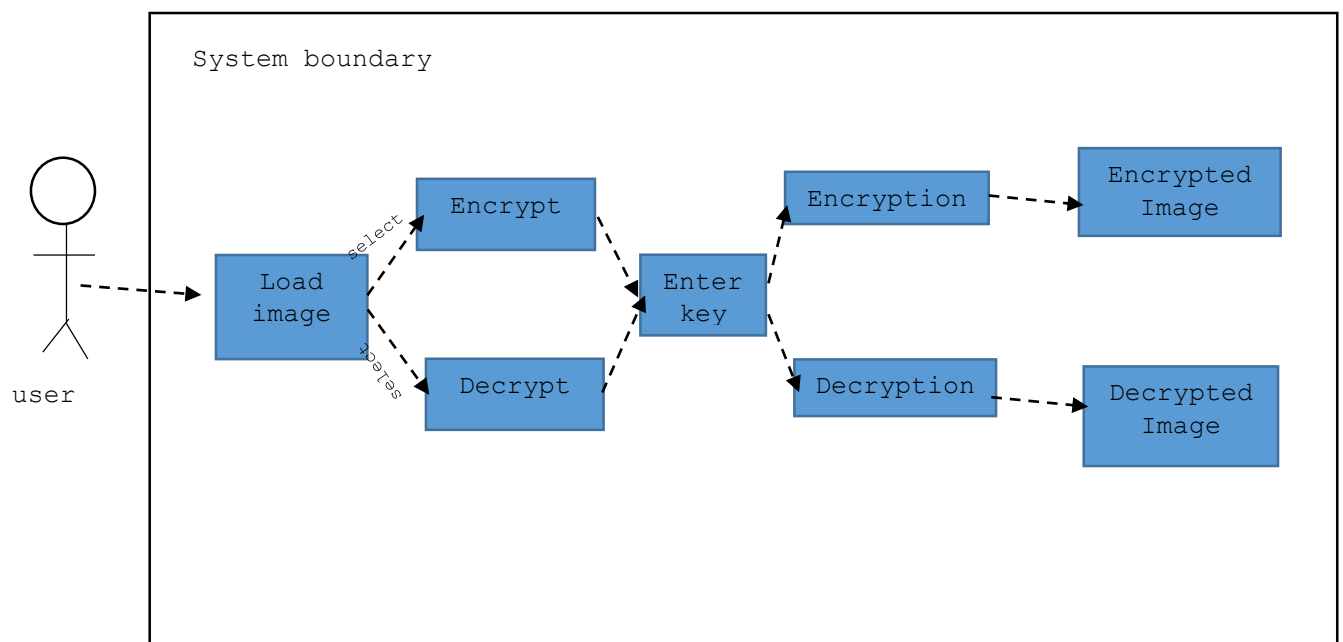 System boundary
user
Load
image
select
select
Encrypt
Decrypt
Enter
key
Encryption
Decryption
Encrypted
Image
Decrypted
Image